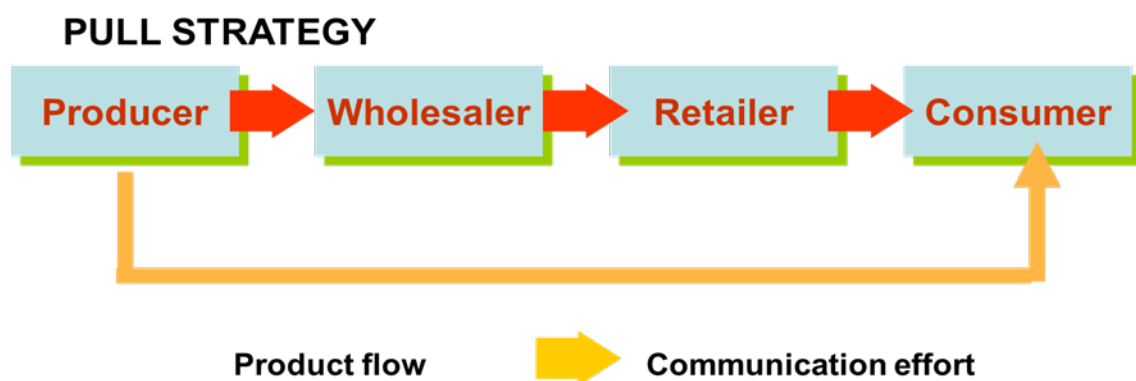 PULL STRATEGY
Producer Wholesaler Retailer Consumer
Product flow Communication effort